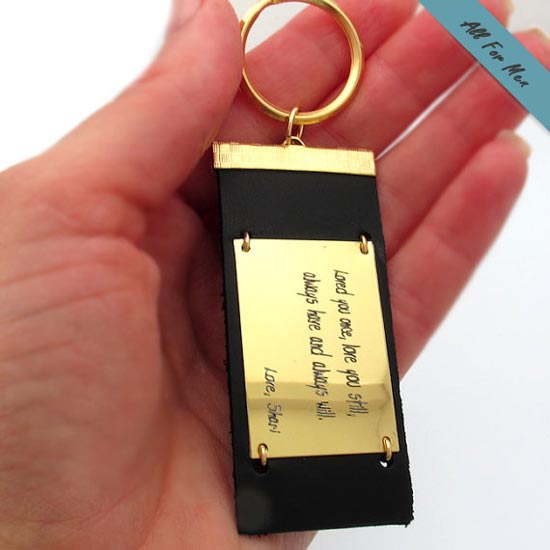 All For Men
Loved you once, love you still,
always have and always will.
Love, Shari